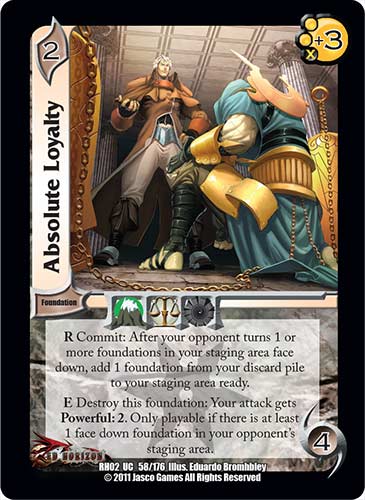 2
+3
X
Absolute Loyalty
Foundation
R Commit: After your opponent turns 1 or
more foundations in your staging area face
down, add 1 foundation from your discard pile
to your staging area ready.
E Destroy this foundation: Your attack gets
Powerful: 2. Only playable if there is at least
1 face down foundation in your opponent's
staging area.
4
RED HORIZON
RH02 UC 58/176 Illus. Eduardo Bromhbley
© 2011 Jasco Games All Rights Reserved